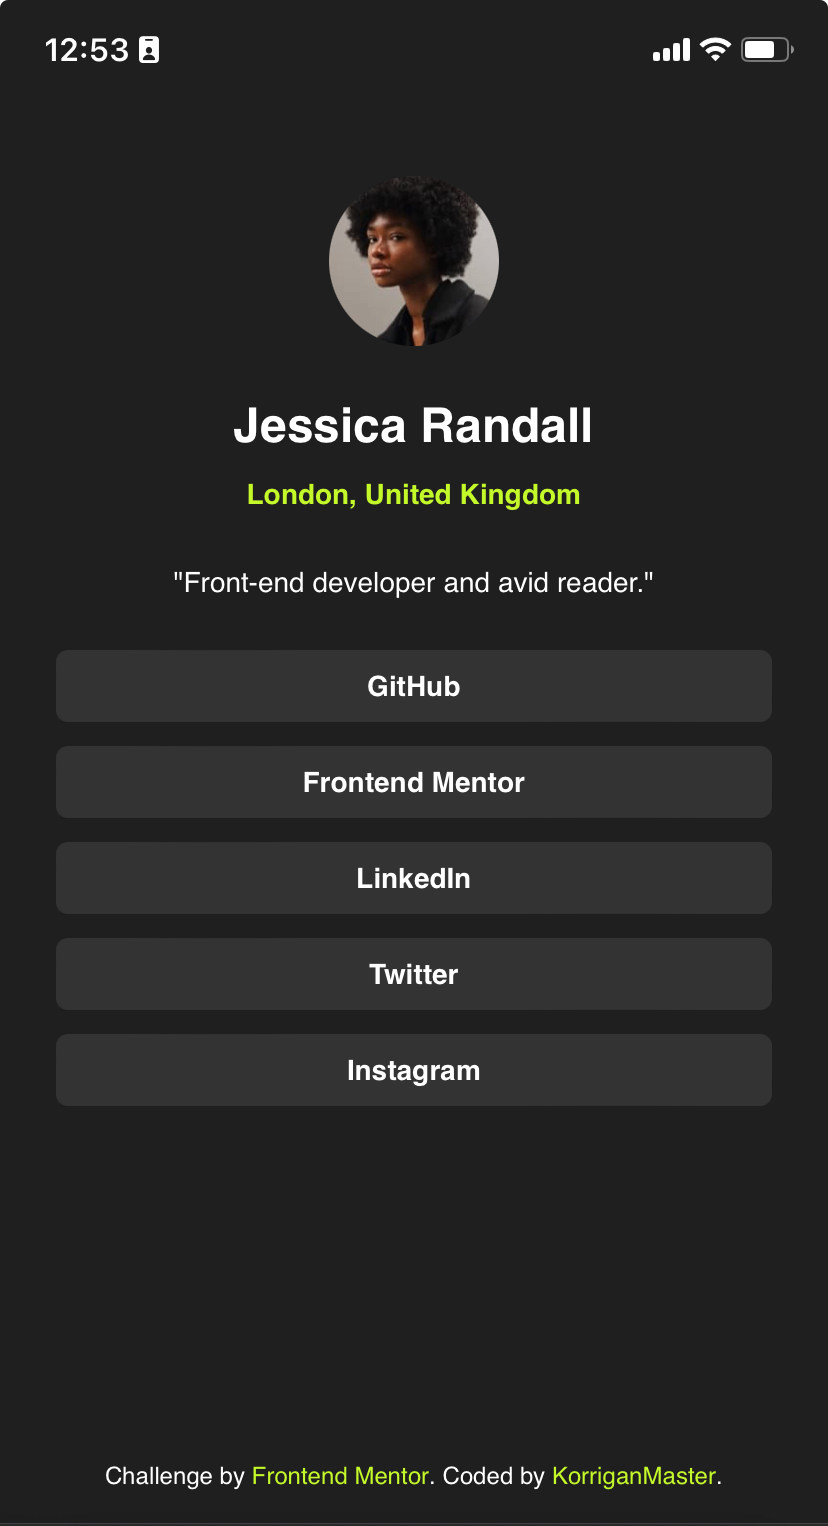 12:53
Jessica Randall
London, United Kingdom
"Front-end developer and avid reader."
GitHub
Frontend Mentor
LinkedIn
Twitter
Instagram
Challenge by Frontend Mentor. Coded by KorriganMaster.